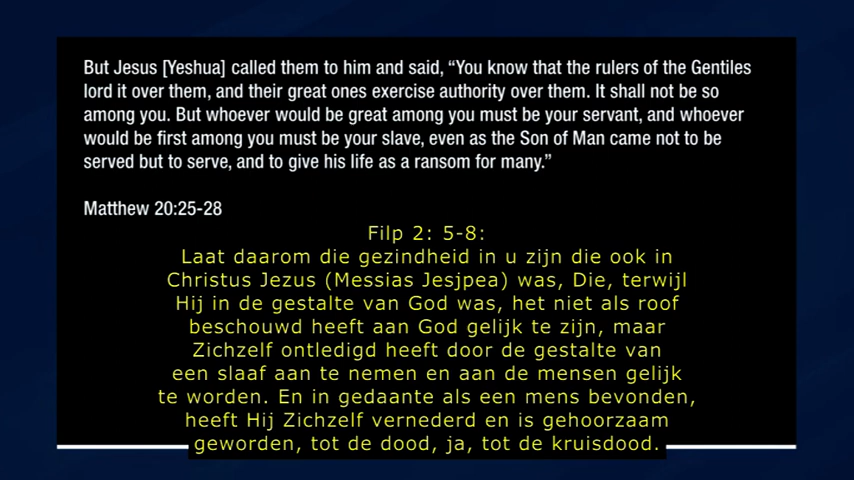 But Jesus [Yeshua] called them to him and said, “You know that the rulers of the Gentiles
lord it over them, and their great ones exercise authority over them. It shall not be so
among you. But whoever would be great among you must be your servant, and whoever
would be first among you must be your slave, even as the Son of Man came not to be
served but to serve, and to give his life as a ransom for many.”
Matthew 20:25-28
Filp 2: 5-8:
Laat daarom die gezindheid in u zijn die ook in
Christus Jezus (Messias Jesjpea) was, Die, terwijl
Hij in de gestalte van God was, het niet als roof
beschouwd heeft aan God gelijk te zijn, maar
Zichzelf ontledigd heeft door de gestalte van
een slaaf aan te nemen en aan de mensen gelijk
te worden. En in gedaante als een mens bevonden,
heeft Hij Zichzelf vernederd en is gehoorzaam
geworden, tot de dood, ja, tot de kruisdood.